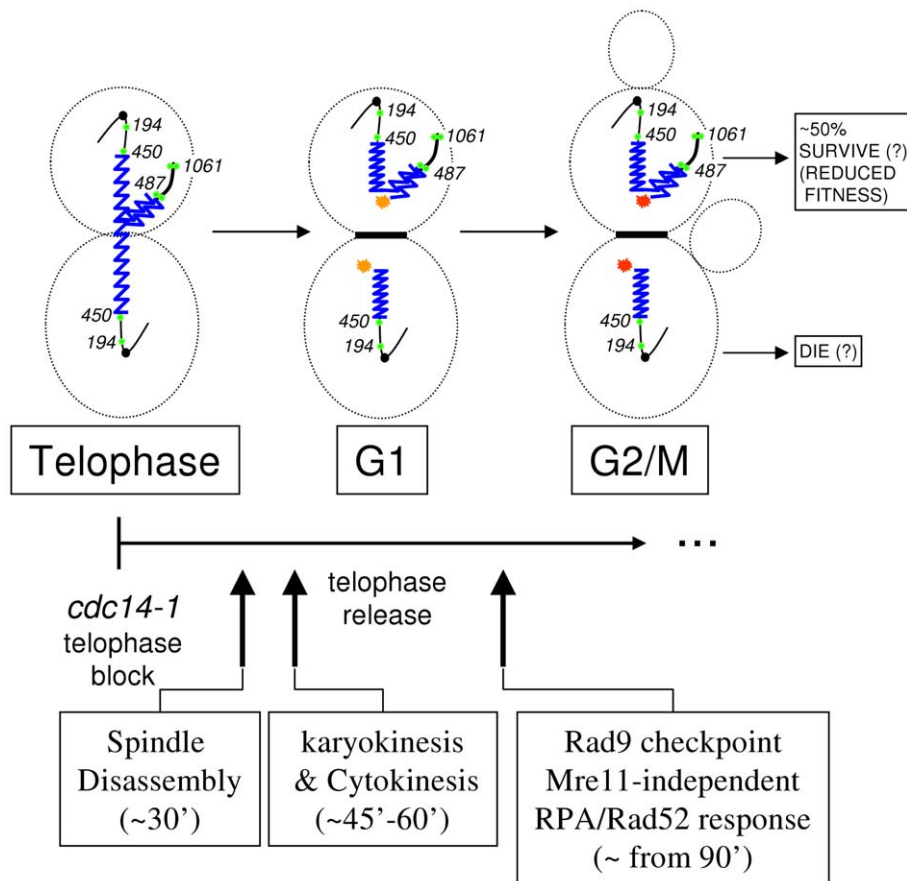 194
450
1061
487
450
194
194
450
1061
487
450
194
194
450
1061
487
450
194
~50%
SURVIVE (?)
(REDUCED
FITNESS)
DIE (?)
Telophase
G1
G2/M
...
cdc14-1
telophase
block
telophase
release
Spindle
Disassembly
(~30’)
karyokinesis
& Cytokinesis
(~45’-60’)
Rad9 checkpoint
Mre11-independent
RPA/Rad52 response
(~ from 90’)